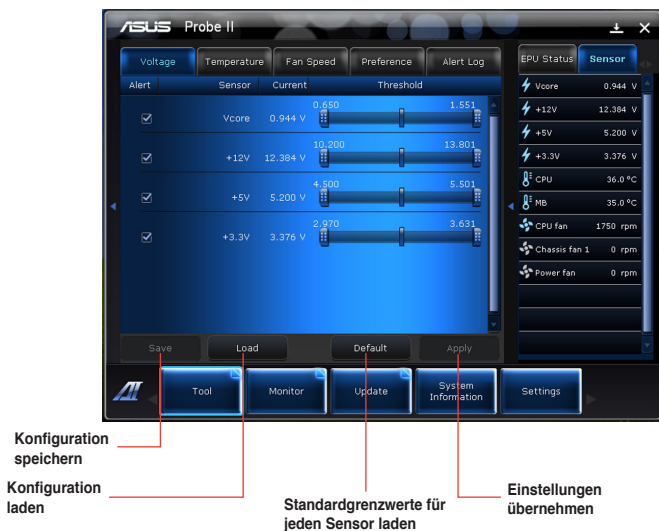 ASUS Probe II
Voltage Temperature Fan Speed Preference Alert Log
Alert Sensor Current Threshold
0.650 1.551
Vcore 0.944 V
10.200 13.801
+12V 12.384 V
4.500 5.501
+5V 5.200 V
2.970 3.631
+3.3V 3.376 V
Save Load Default Apply
EPU Status Sensor
Vcore 0.944 V
+12V 12.384 V
+5V 5.200 V
+3.3V 3.376 V
CPU 36.0 ºC
MB 35.0 ºC
CPU fan 1750 rpm
Chassis fan 1 0 rpm
Power fan 0 rpm
Tool Monitor Update System
Information Settings
Konfiguration
speichern
Konfiguration
laden
Standardgrenzwerte für
jeden Sensor laden
Einstellungen
übernehmen